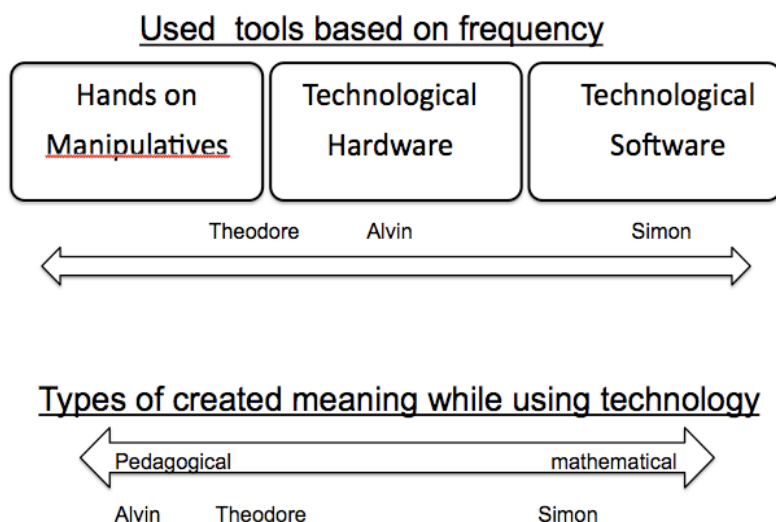 Used tools based on frequency
Hands on
Manipulatives
Technological
Hardware
Technological
Software
Theodore Alvin Simon
Types of created meaning while using technology
Pedagogical mathematical
Alvin Theodore Simon